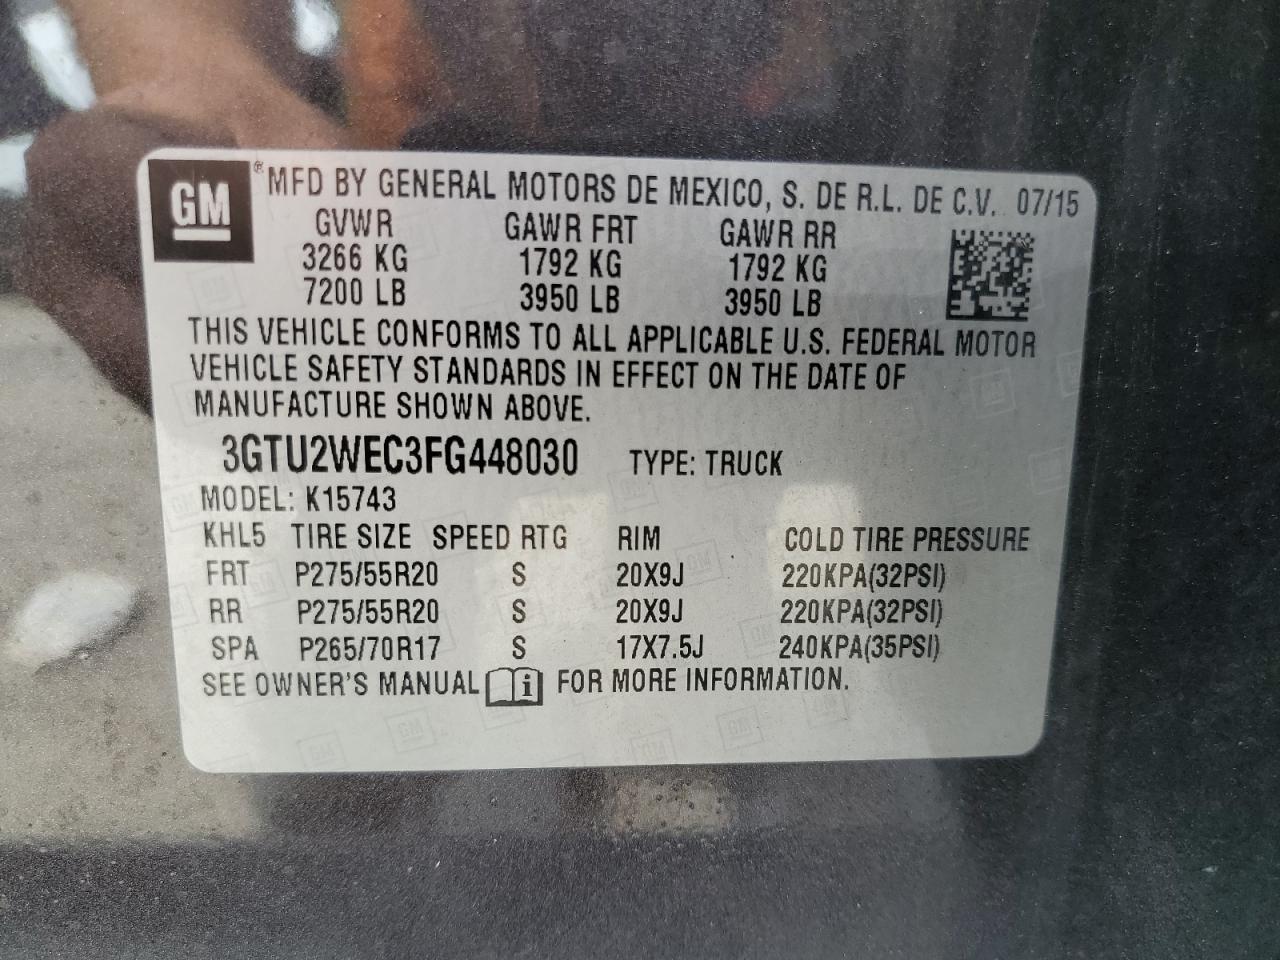 GM ® MFD BY GENERAL MOTORS DE MEXICO, S. DE R.L. DE C.V. 07/15
GVWR GAWR FRT GAWR RR
3266 KG 1792 KG 1792 KG
7200 LB 3950 LB 3950 LB
THIS VEHICLE CONFORMS TO ALL APPLICABLE U.S. FEDERAL MOTOR
VEHICLE SAFETY STANDARDS IN EFFECT ON THE DATE OF
MANUFACTURE SHOWN ABOVE.
3GTU2WEC3FG448030 TYPE: TRUCK
MODEL: K15743
KHL5 TIRE SIZE SPEED RTG RIM COLD TIRE PRESSURE
FRT P275/55R20 S 20X9J 220KPA(32PSI)
RR P275/55R20 S 20X9J 220KPA(32PSI)
SPA P265/70R17 S 17X7.5J 240KPA(35PSI)
SEE OWNER'S MANUAL i FOR MORE INFORMATION.